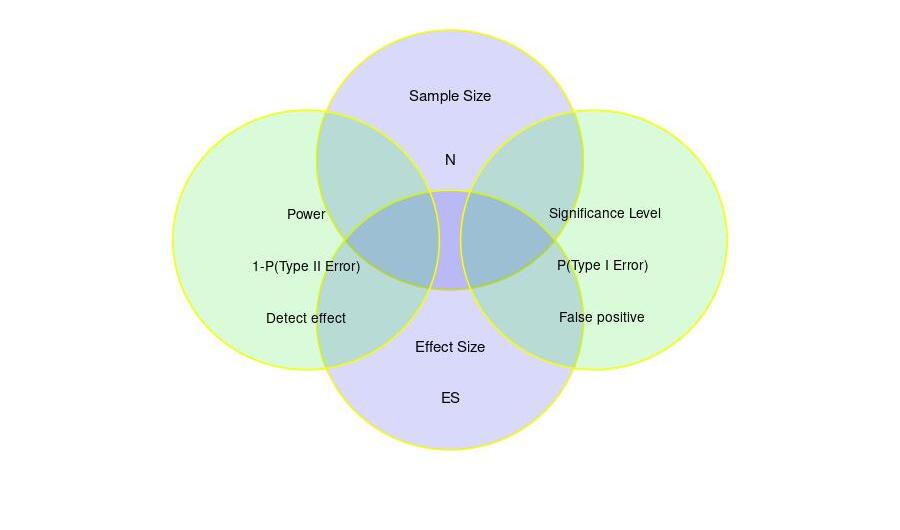 Sample Size
N
Power
1-P(Type II Error)
Detect effect
Significance Level
P(Type I Error)
False positive
Effect Size
ES